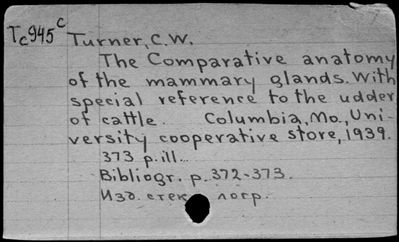 Tc945c Turner, C.W.
The Comparative anatomy
of the mammary glands. With
special reference to the udder
of cattle. Columbia, Mo., Uni-
versity cooperative store, 1939.
373 p. ill.
Bibliogr. p. 372-373.
Изд. стек логр.